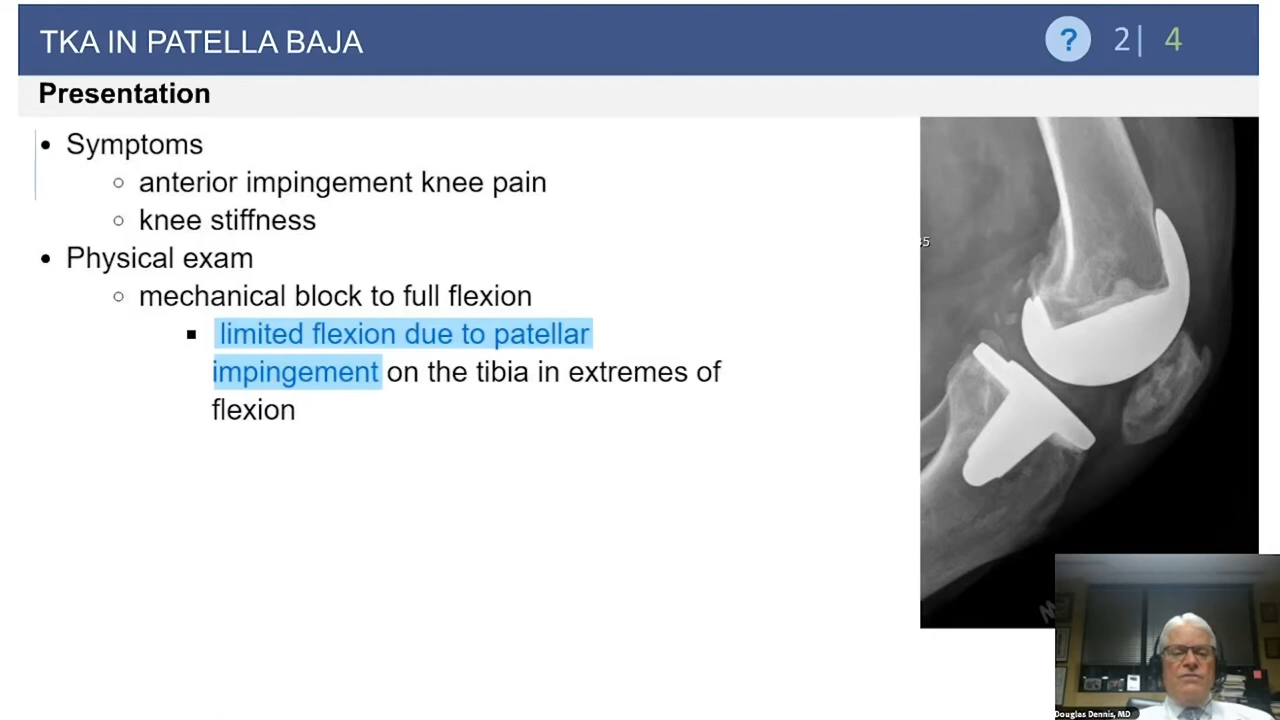 TKA IN PATELLA BAJA
? 2| 4
Presentation
• Symptoms
○ anterior impingement knee pain
○ knee stiffness
• Physical exam
○ mechanical block to full flexion
▪ limited flexion due to patellar
impingement on the tibia in extremes of
flexion
Douglas Dennis, MD